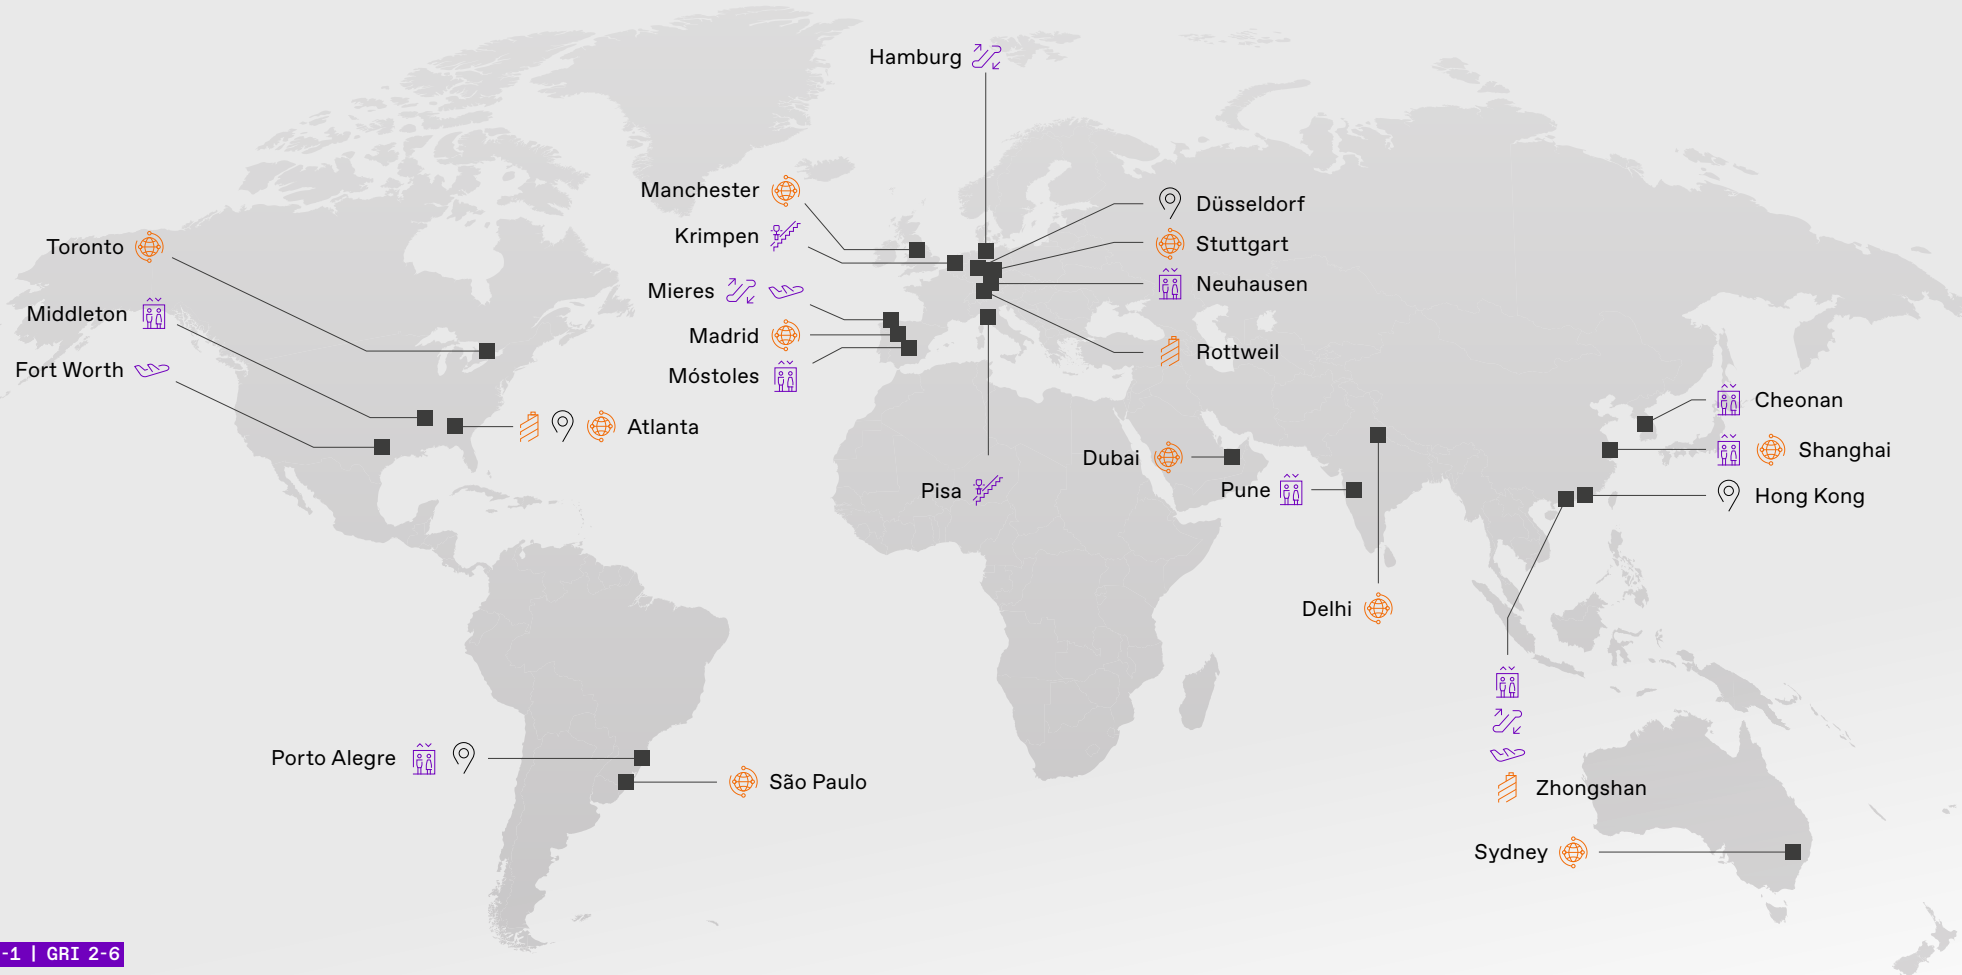 Hamburg
Manchester
Düsseldorf
Krimpen
Stuttgart
Toronto
Neuhausen
Mieres
Middleton
Madrid
Rottweil
Fort Worth
Móstoles
Cheonan
Atlanta
Shanghai
Dubai
Pisa
Pune
Hong Kong
Delhi
Porto Alegre
São Paulo
Zhongshan
Sydney
-1 | GRI 2-6